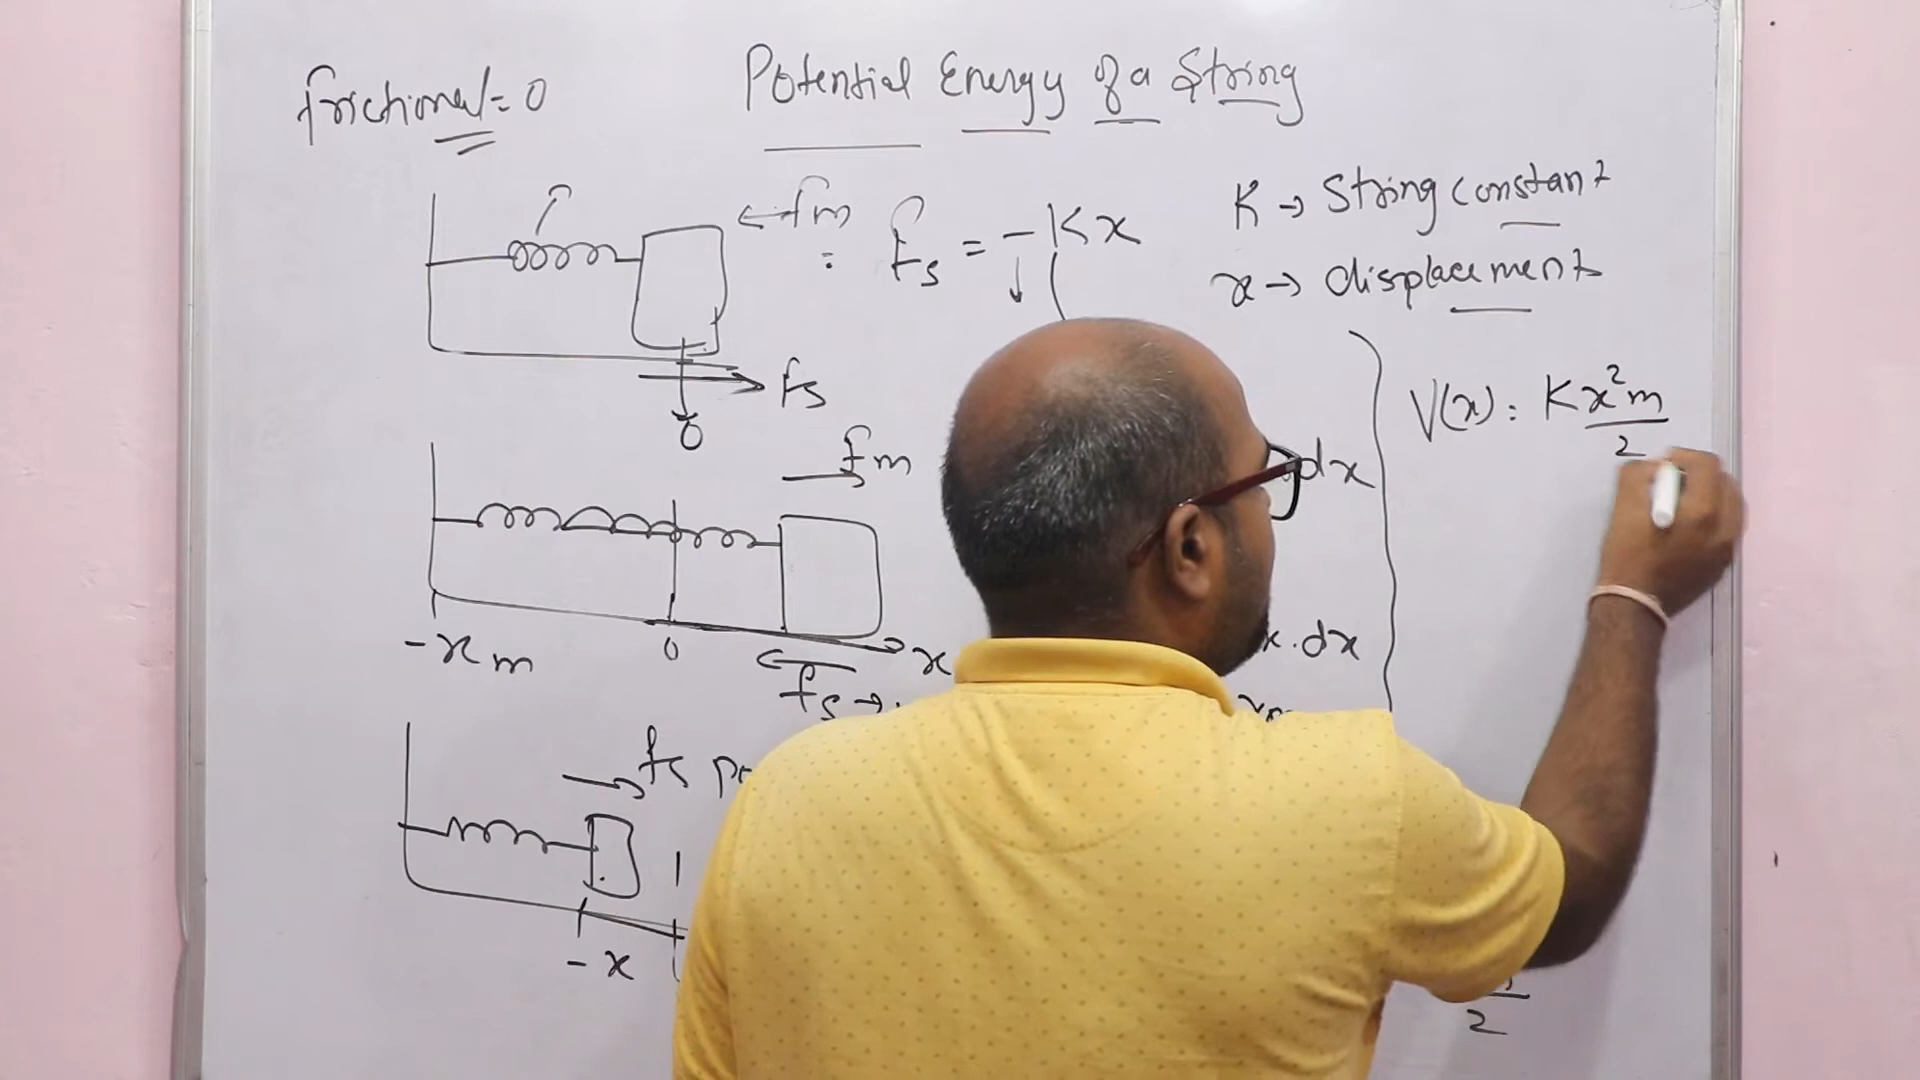 frictional = 0
Potential Energy of a String
← fm
= fs = - Kx
K → String constant
x → displacement
fs
0
fm
V(x) : Kx²m
2
dx
-xm
0
x
x.dx
fs →
fs
-x
2